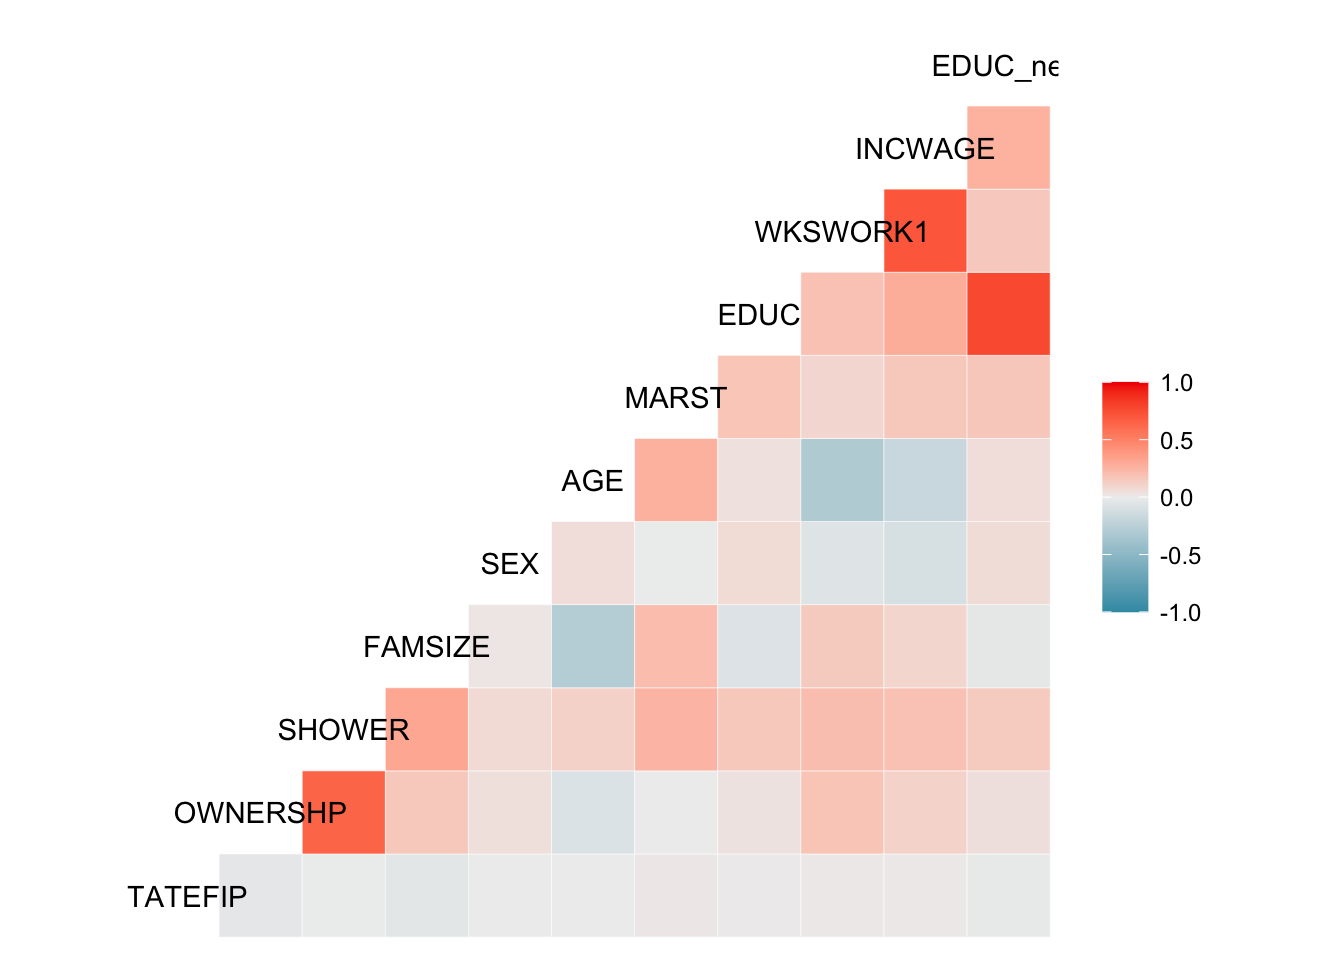 EDUC_ne
INCWAGE
WKSWORK1
EDUC
MARST
AGE
SEX
FAMSIZE
SHOWER
OWNERSHP
TATEFIP
1.0
0.5
0.0
-0.5
-1.0